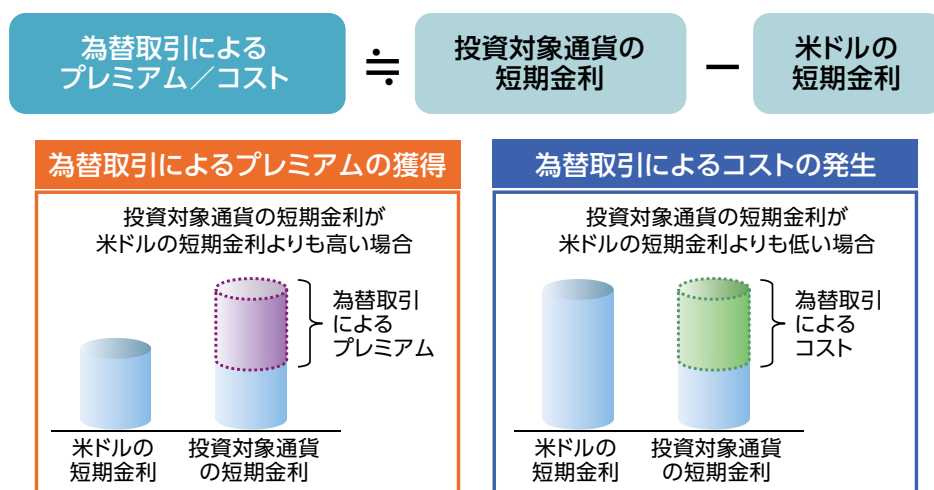 為替取引による
プレミアム／コスト
≒
投資対象通貨の
短期金利
－
米ドルの
短期金利
為替取引によるプレミアムの獲得
投資対象通貨の短期金利が
米ドルの短期金利よりも高い場合
為替取引
による
プレミアム
米ドルの
短期金利
投資対象通貨
の短期金利
為替取引によるコストの発生
投資対象通貨の短期金利が
米ドルの短期金利よりも低い場合
為替取引
による
コスト
米ドルの
短期金利
投資対象通貨
の短期金利